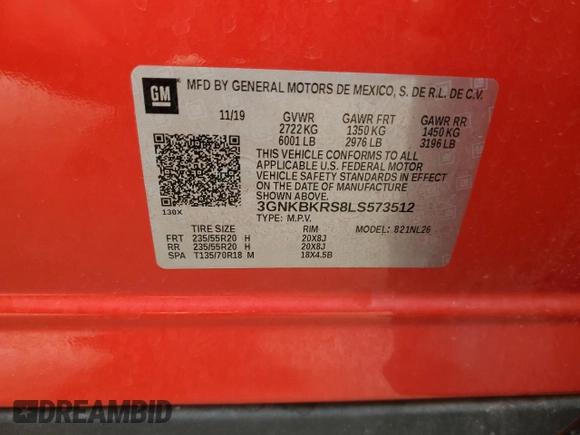 GM
MFD BY GENERAL MOTORS DE MEXICO, S. DE R.L. DE C.V.
11/19 GVWR GAWR FRT GAWR RR
2722 KG 1350 KG 1450 KG
6001 LB 2976 LB 3196 LB
THIS VEHICLE CONFORMS TO ALL
APPLICABLE U.S. FEDERAL MOTOR
VEHICLE SAFETY STANDARDS IN EFFECT
ON THE DATE OF MANUFACTURE
SHOWN ABOVE.
130X
3GNKBKRS8LS573512
TYPE: M.P.V. MODEL: 821NL26
TIRE SIZE RIM
FRT 235/55R20 H 20X8J
RR 235/55R20 H 20X8J
SPA T135/70R18 M 18X4.5B
DREAMBID
DREAMBID